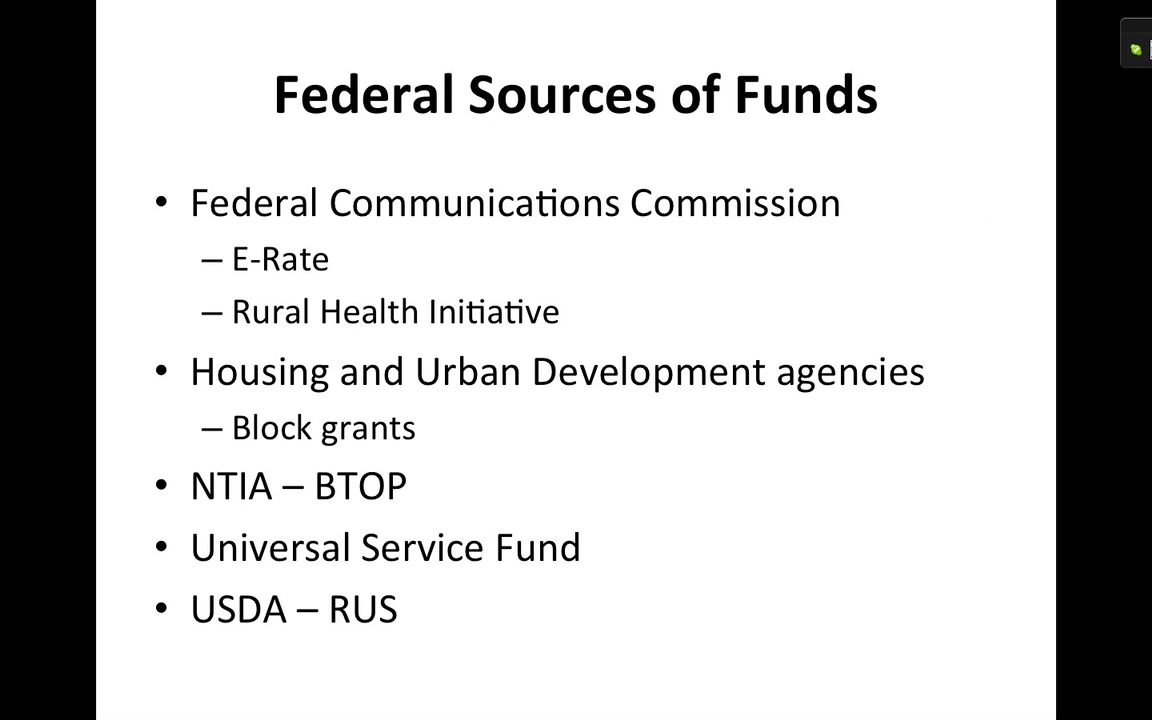 Federal Sources of Funds
• Federal Communications Commission
– E-Rate
– Rural Health Initiative
• Housing and Urban Development agencies
– Block grants
• NTIA – BTOP
• Universal Service Fund
• USDA – RUS